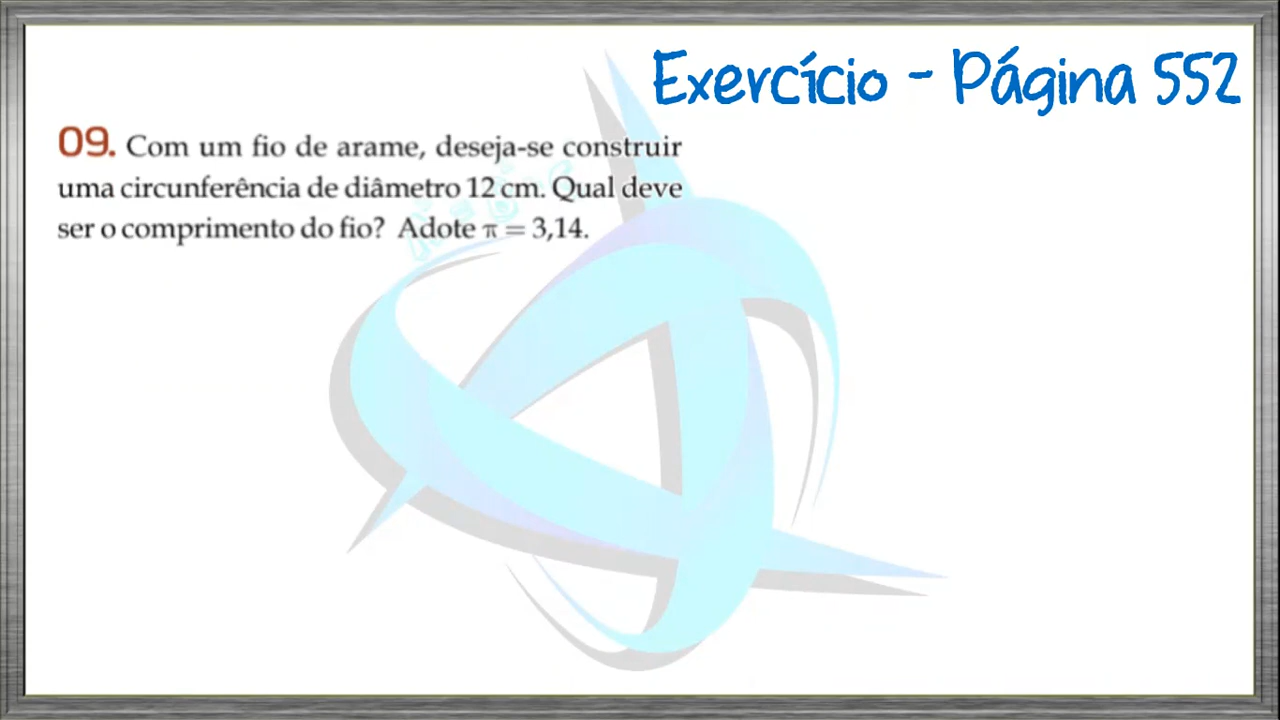 Exercício - Página 552
09. Com um fio de arame, deseja-se construir
uma circunferência de diâmetro 12 cm. Qual deve
ser o comprimento do fio? Adote π = 3,14.